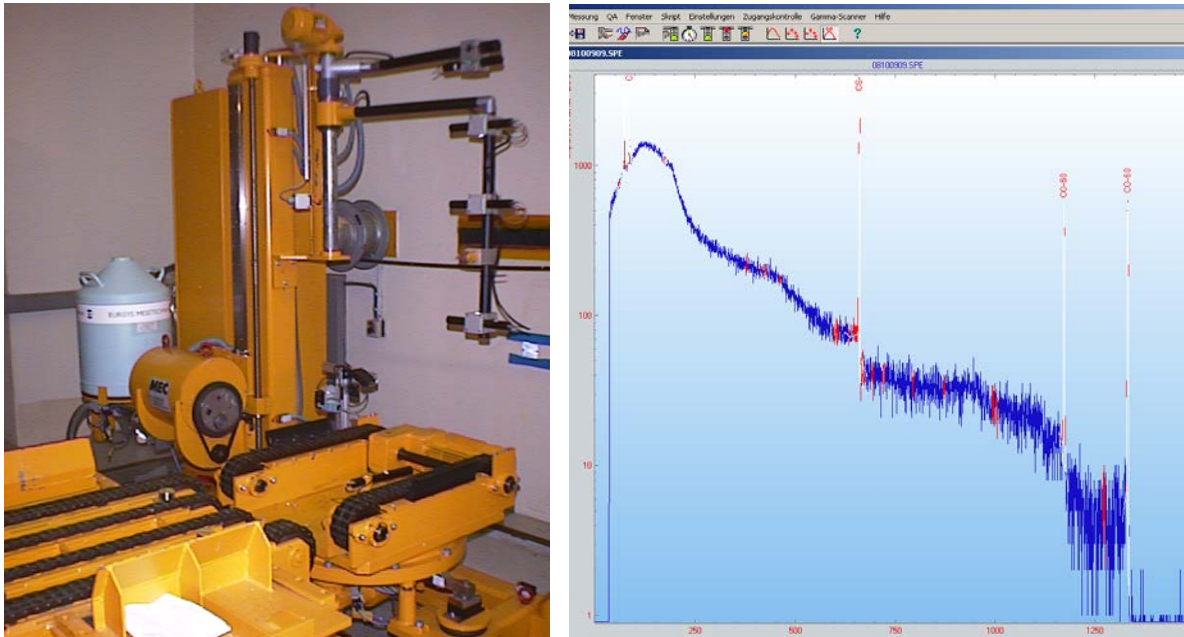 EURISYS MESSTECHNIK
MEC
Messung QA Fenster Skript Einstellungen Zugangskontrolle Gamma-Scanner Hilfe
08100909.SPE
08100909.SPE
CO-60
CO-60
1000
100
10
1
250
500
750
1000
1250